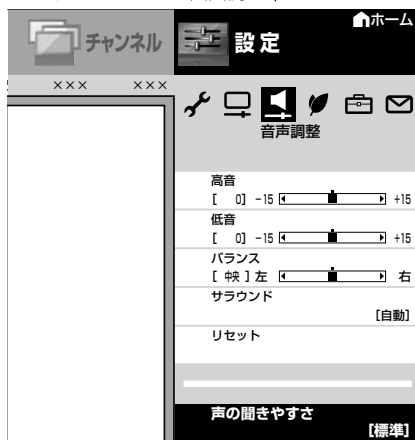 ホーム
チャンネル
設定
××× ×××
音声調整
高音
[ 0] -15 +15
低音
[ 0] -15 +15
バランス
[ 中央 ] 左 右
サラウンド
[自動]
リセット
声の聞きやすさ
[標準]